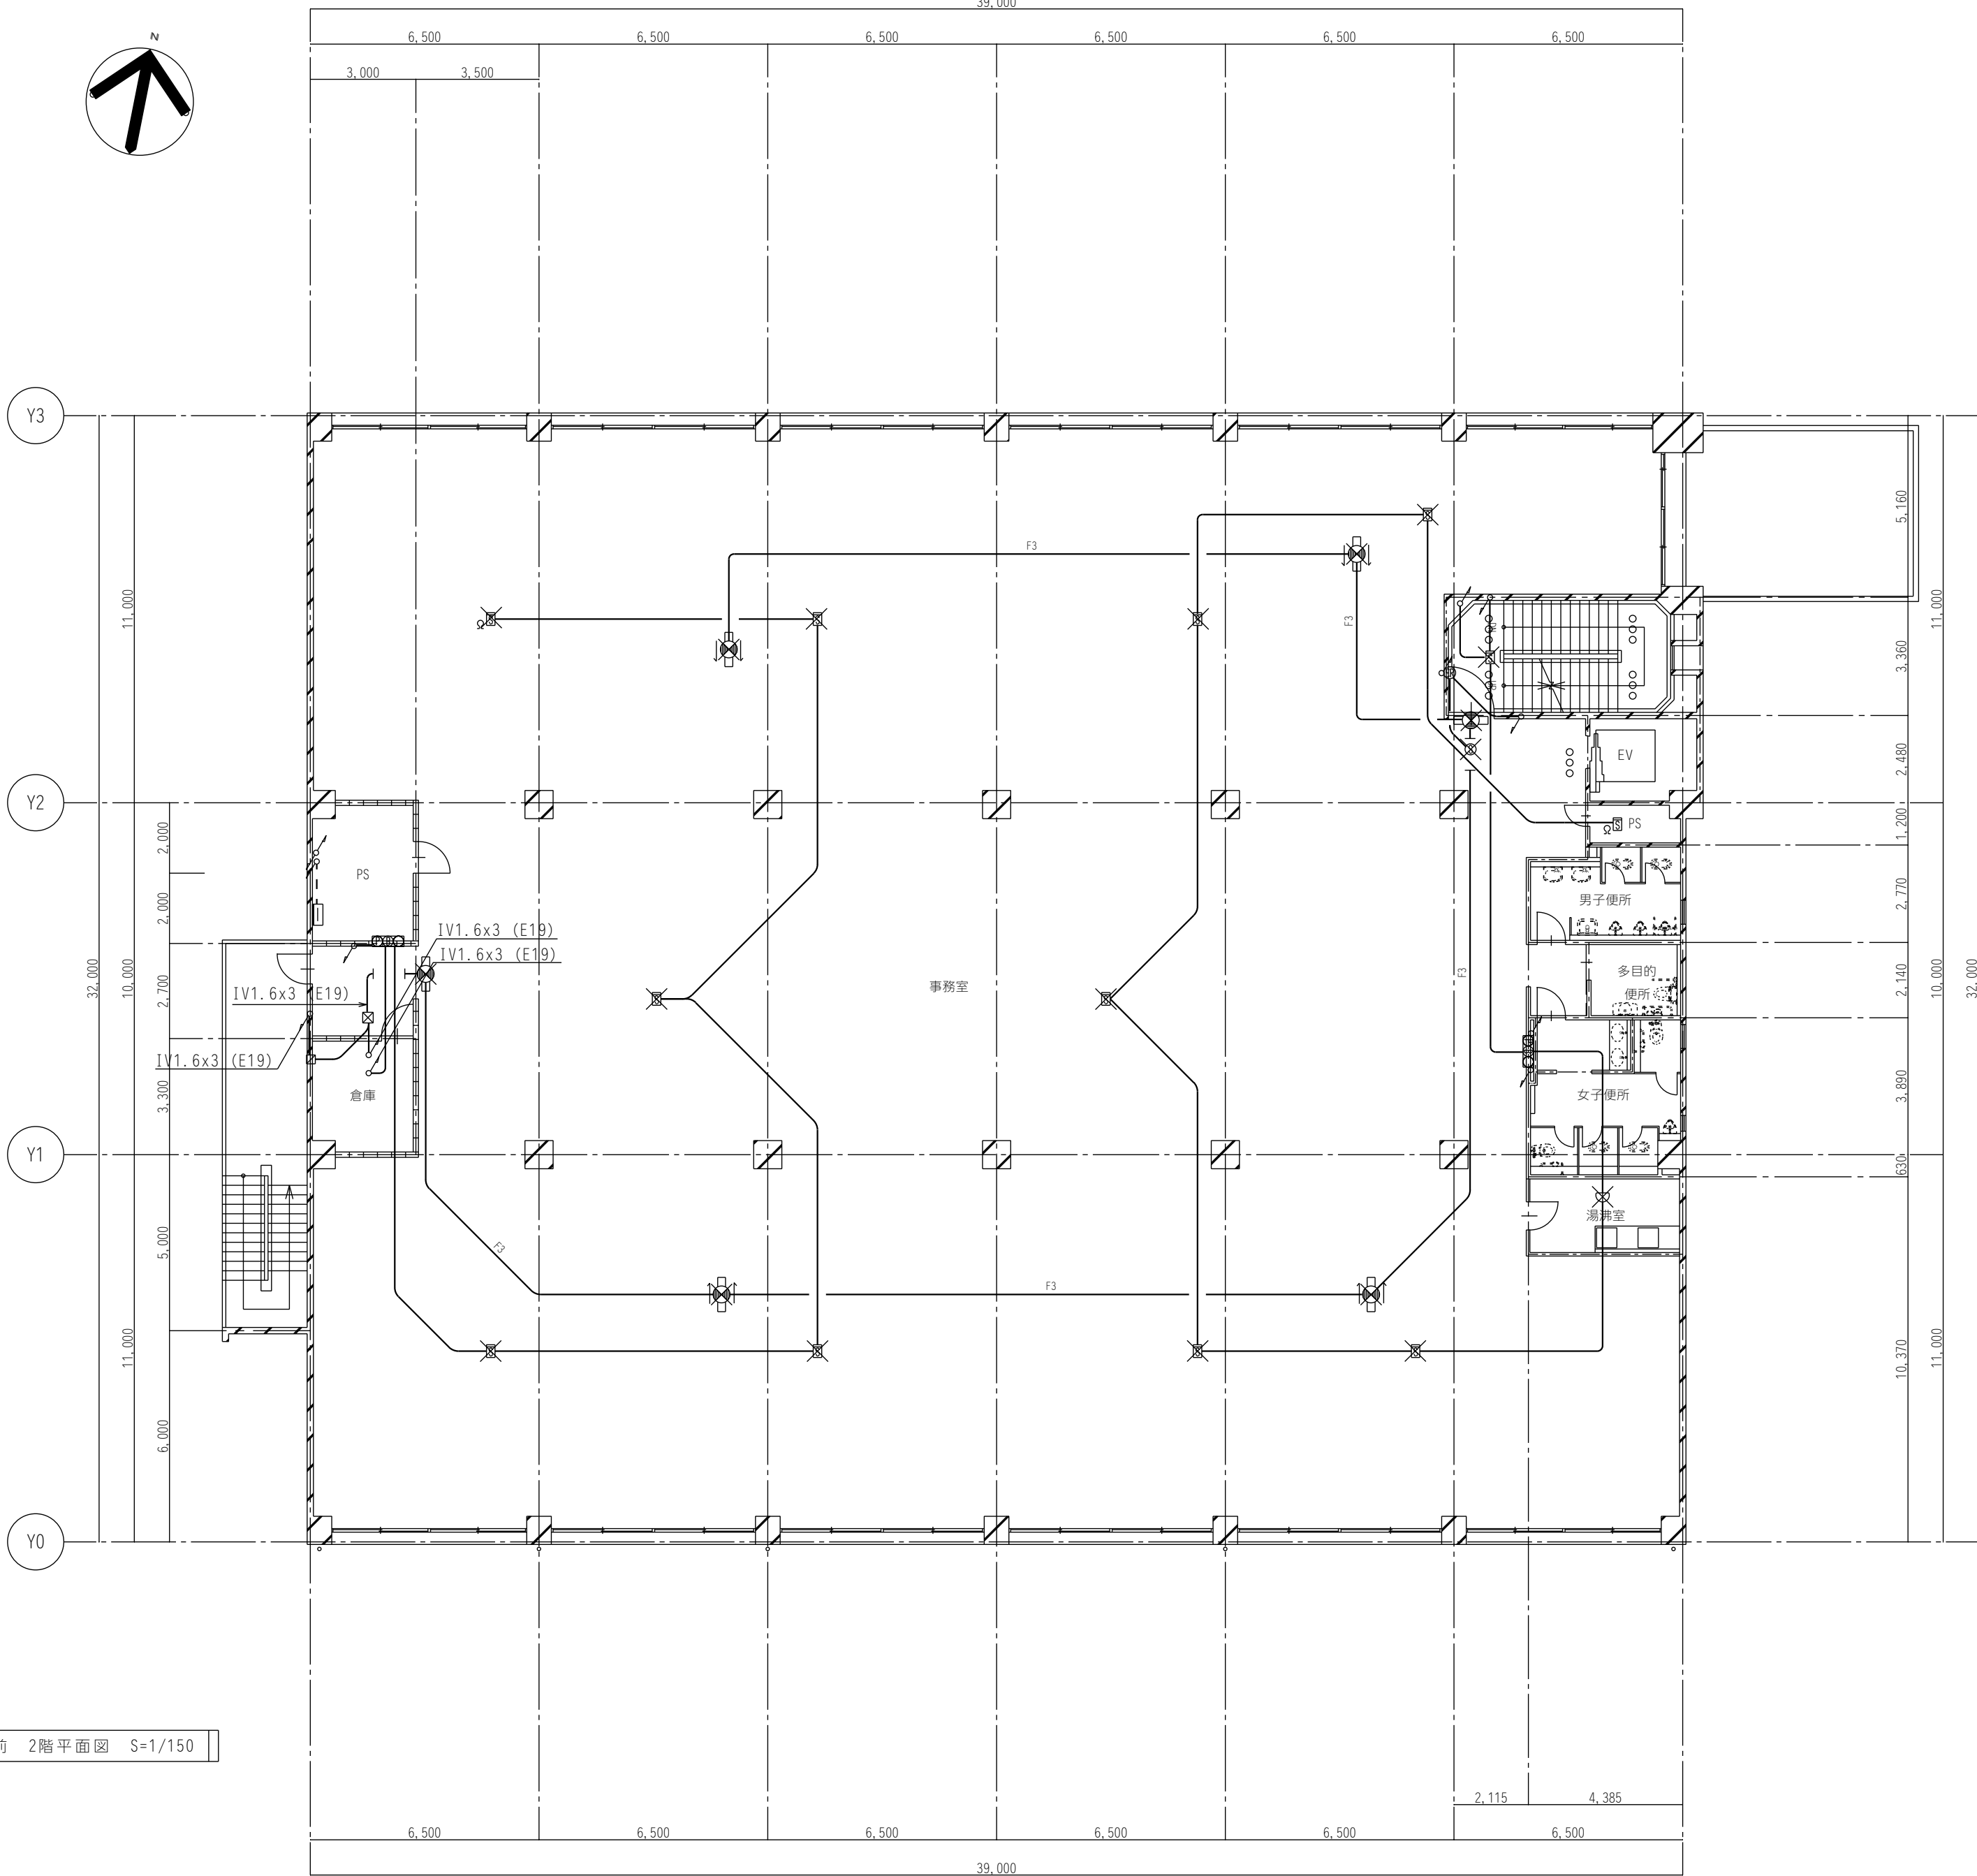 39,000
6,500 6,500 6,500 6,500 6,500 6,500
3,000 3,500
N
Y3
Y2
Y1
Y0
32,000
11,000
10,000
11,000
2,000
2,000
2,700
3,300
5,000
6,000
F3
F3
F3
F3
F3
DN
UP
EV
PS
PS
男子便所
多目的
便所
女子便所
湯沸室
事務室
倉庫
IV1.6x3 (E19)
IV1.6x3 (E19)
IV1.6x3 (E19)
IV1.6x3 (E19)
5,160
3,360
2,480
1,200
2,770
2,140
3,890
630
10,370
11,000
10,000
11,000
32,000
前 2階平面図 S=1/150
2,115 4,385
6,500 6,500 6,500 6,500 6,500 6,500
39,000